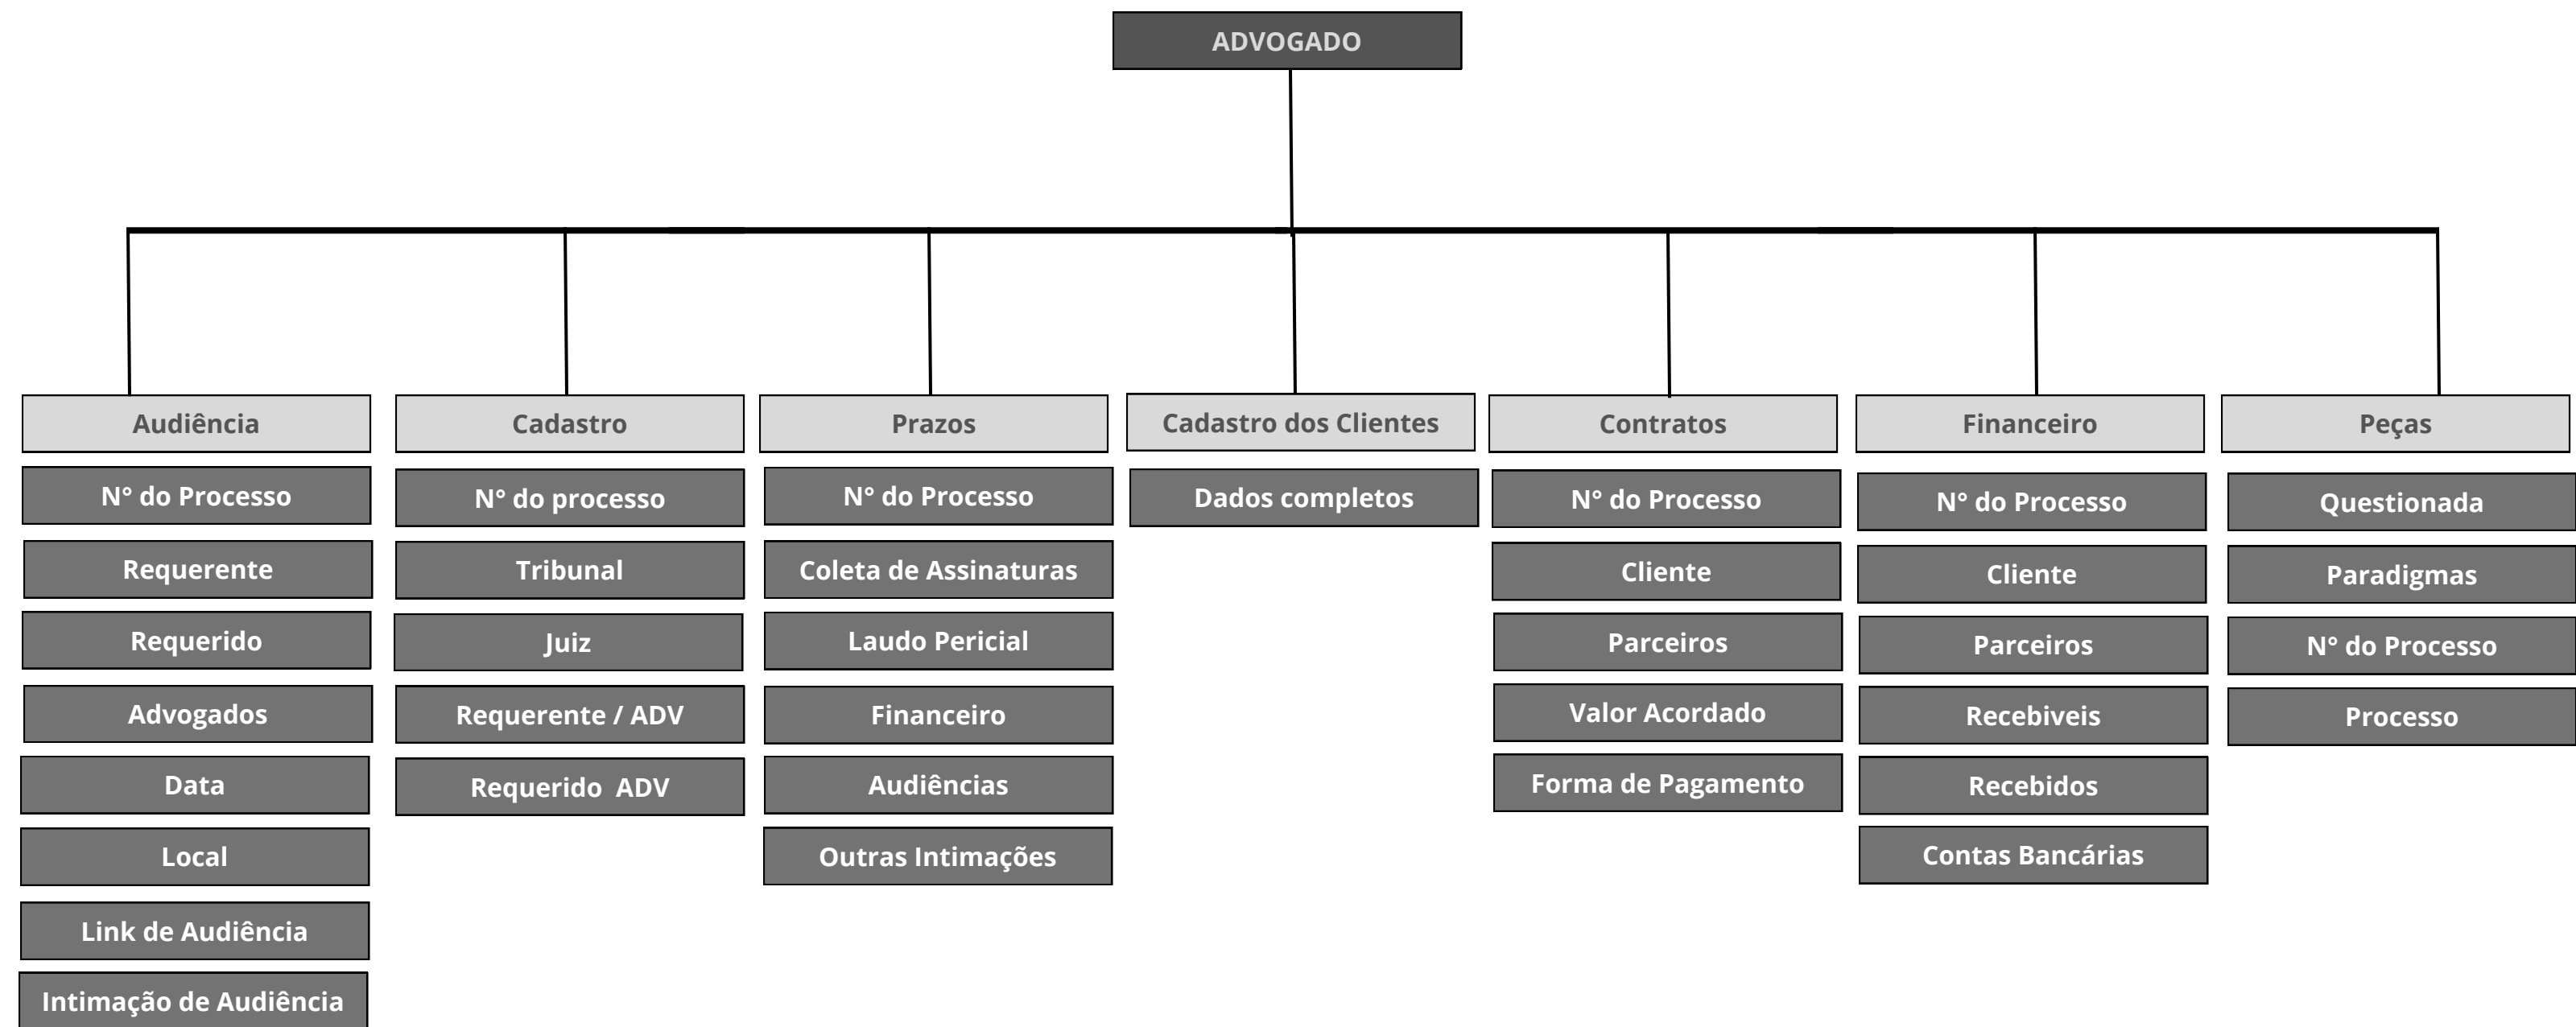 ADVOGADO
Audiência
N° do Processo
Requerente
Requerido
Advogados
Data
Local
Link de Audiência
Intimação de Audiência
Cadastro
N° do processo
Tribunal
Juiz
Requerente / ADV
Requerido  ADV
Prazos
N° do Processo
Coleta de Assinaturas
Laudo Pericial
Financeiro
Audiências
Outras Intimações
Cadastro dos Clientes
Dados completos
Contratos
N° do Processo
Cliente
Parceiros
Valor Acordado
Forma de Pagamento
Financeiro
N° do Processo
Cliente
Parceiros
Recebiveis
Recebidos
Contas Bancárias
Peças
Questionada
Paradigmas
N° do Processo
Processo